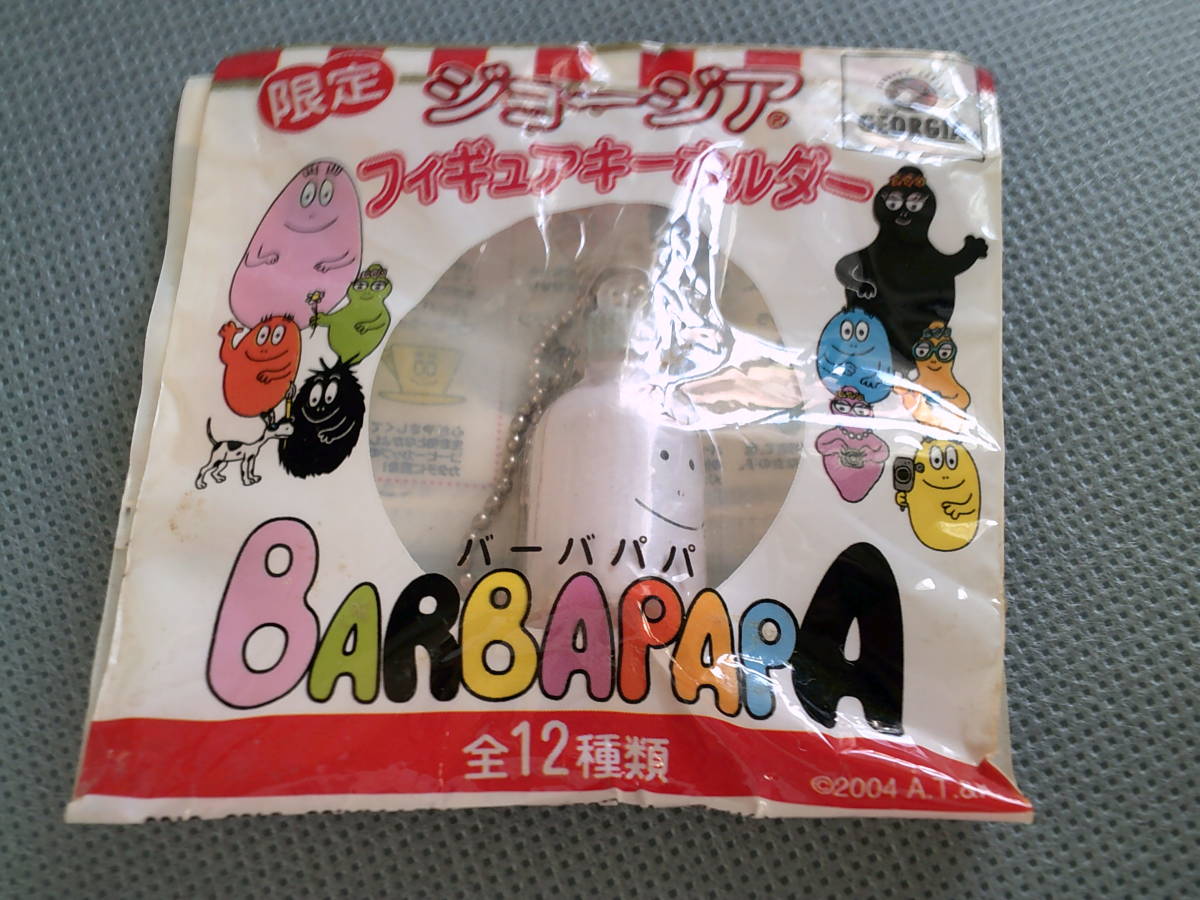 限定
ジョージア®
GEORGIA
フィギュアキーホルダー
バーバパパ
BARBAPAPA
全12種類
©2004 A.T.&